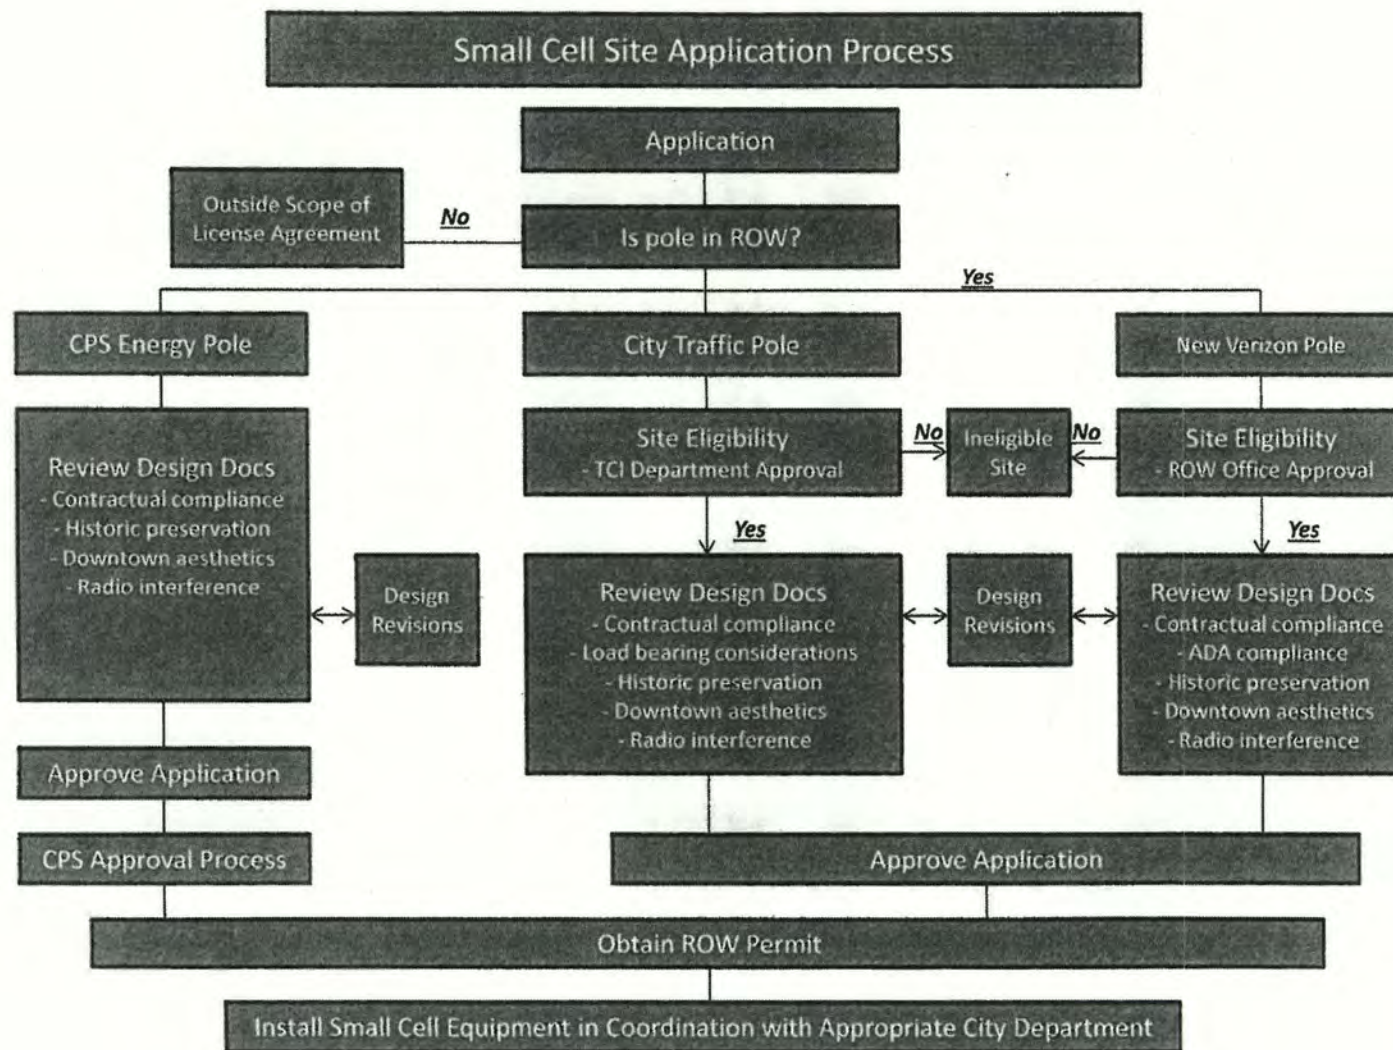 Small Cell Site Application Process
Application
Outside Scope of
License Agreement
No
Is pole in ROW?
Yes
CPS Energy Pole
City Traffic Pole
New Verizon Pole
Review Design Docs
- Contractual compliance
- Historic preservation
- Downtown aesthetics
- Radio interference
Site Eligibility
- TCI Department Approval
No
Ineligible
Site
No
Site Eligibility
- ROW Office Approval
Yes
Yes
Design
Revisions
Review Design Docs
- Contractual compliance
- Load bearing considerations
- Historic preservation
- Downtown aesthetics
- Radio interference
Design
Revisions
Review Design Docs
- Contractual compliance
- ADA compliance
- Historic preservation
- Downtown aesthetics
- Radio interference
Approve Application
CPS Approval Process
Approve Application
Obtain ROW Permit
Install Small Cell Equipment in Coordination with Appropriate City Department